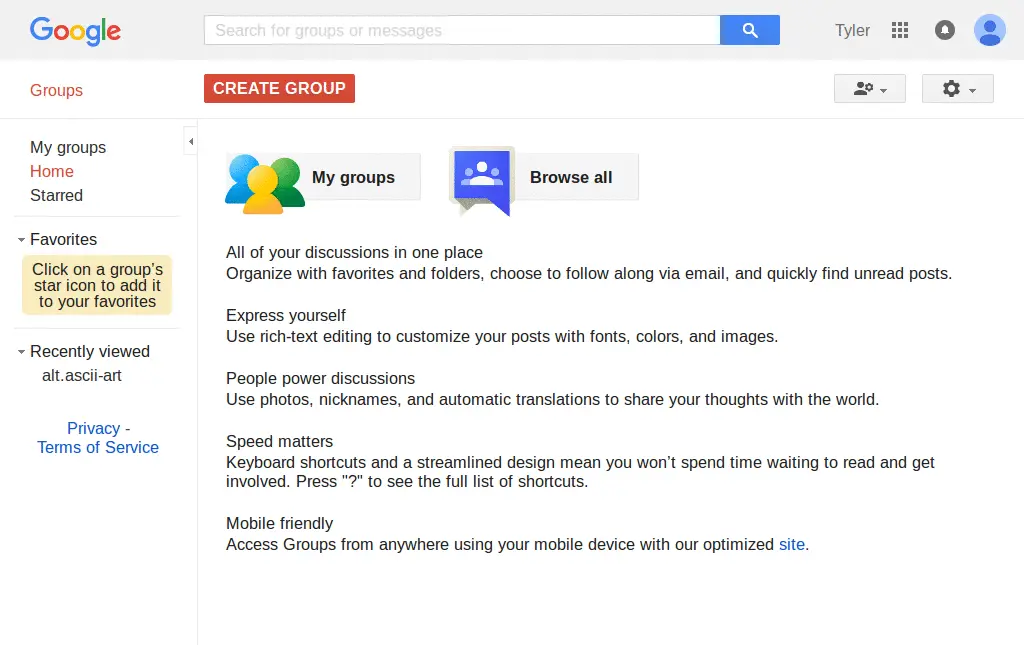 Google
Search for groups or messages
Tyler
Groups
CREATE GROUP
My groups
Home
Starred
Favorites
Click on a group’s
star icon to add it
to your favorites
Recently viewed
alt.ascii-art
Privacy -
Terms of Service
My groups
Browse all
All of your discussions in one place
Organize with favorites and folders, choose to follow along via email, and quickly find unread posts.
Express yourself
Use rich-text editing to customize your posts with fonts, colors, and images.
People power discussions
Use photos, nicknames, and automatic translations to share your thoughts with the world.
Speed matters
Keyboard shortcuts and a streamlined design mean you won’t spend time waiting to read and get
involved. Press "?" to see the full list of shortcuts.
Mobile friendly
Access Groups from anywhere using your mobile device with our optimized site.